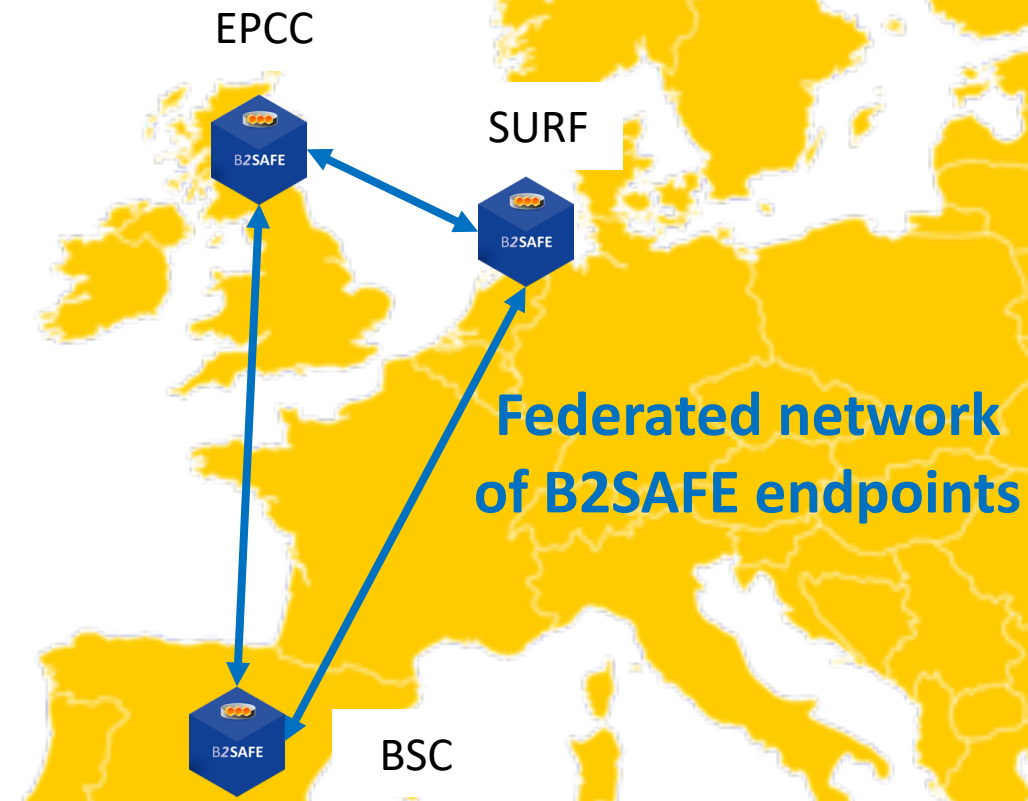 EPCC
SURF
B2SAFE
B2SAFE
Federated network
of B2SAFE endpoints
B2SAFE
BSC